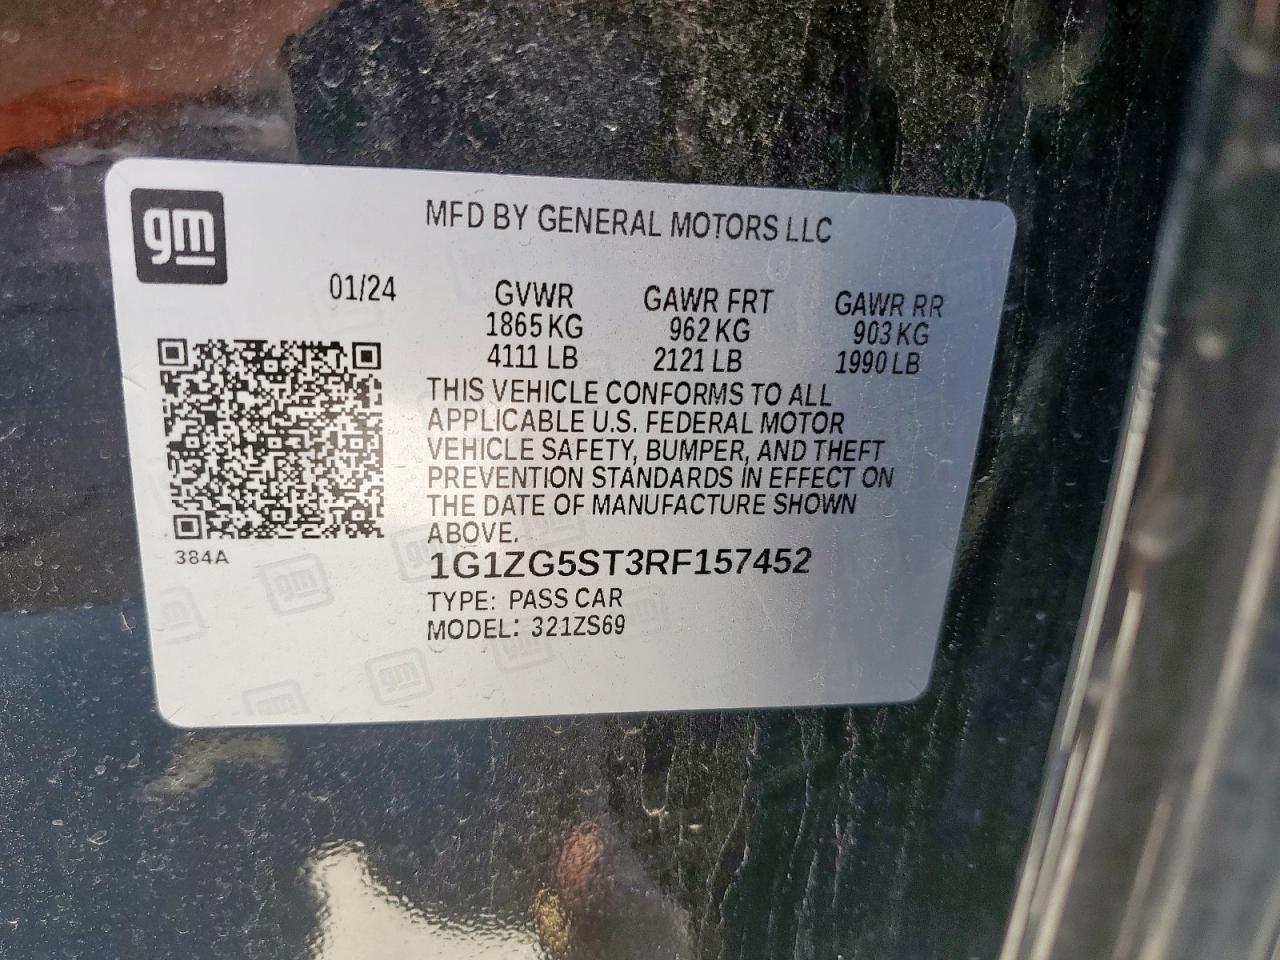 gm
MFD BY GENERAL MOTORS LLC
01/24
GVWR GAWR FRT GAWR RR
1865 KG 962 KG 903 KG
4111 LB 2121 LB 1990 LB
THIS VEHICLE CONFORMS TO ALL
APPLICABLE U.S. FEDERAL MOTOR
VEHICLE SAFETY, BUMPER, AND THEFT
PREVENTION STANDARDS IN EFFECT ON
THE DATE OF MANUFACTURE SHOWN
ABOVE.
384A
1G1ZG5ST3RF157452
TYPE: PASS CAR
MODEL: 321ZS69